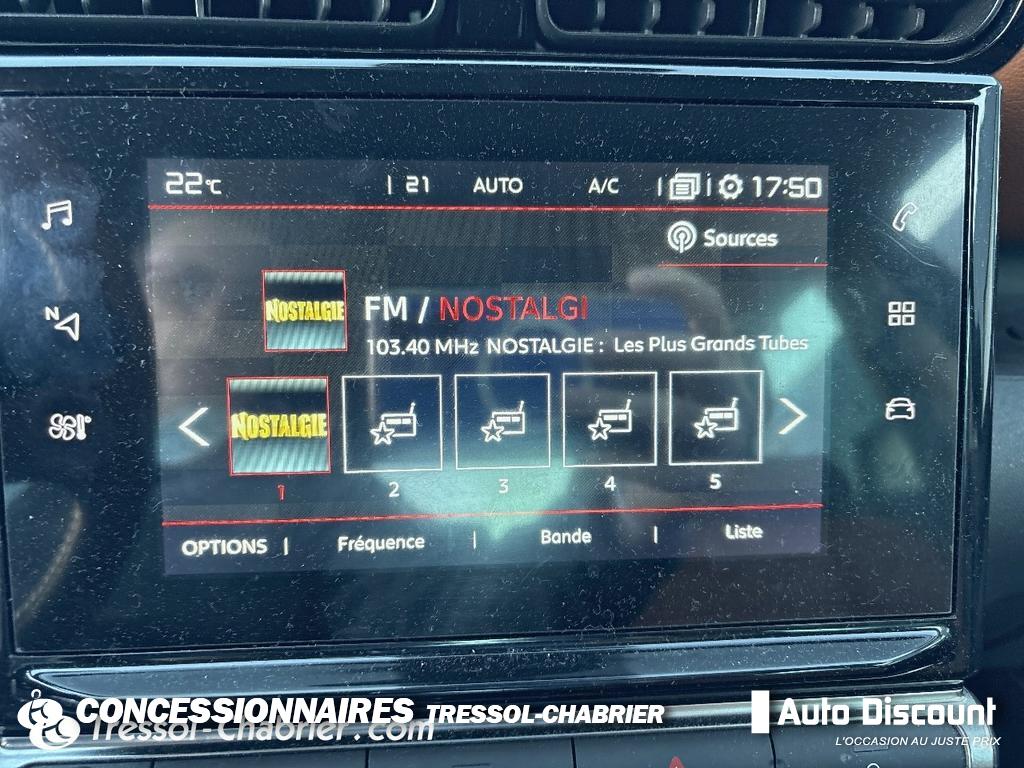 22°C | 21 AUTO A/C | | 17:50
Sources
NOSTALGIE
FM / NOSTALGI
103.40 MHz NOSTALGIE : Les Plus Grands Tubes
NOSTALGIE
1 2 3 4 5
N
OPTIONS | Fréquence | Bande | Liste
CONCESSIONNAIRES TRESSOL-CHABRIER
Tressol-Chabrier.com
Auto Discount
L'OCCASION AU JUSTE PRIX